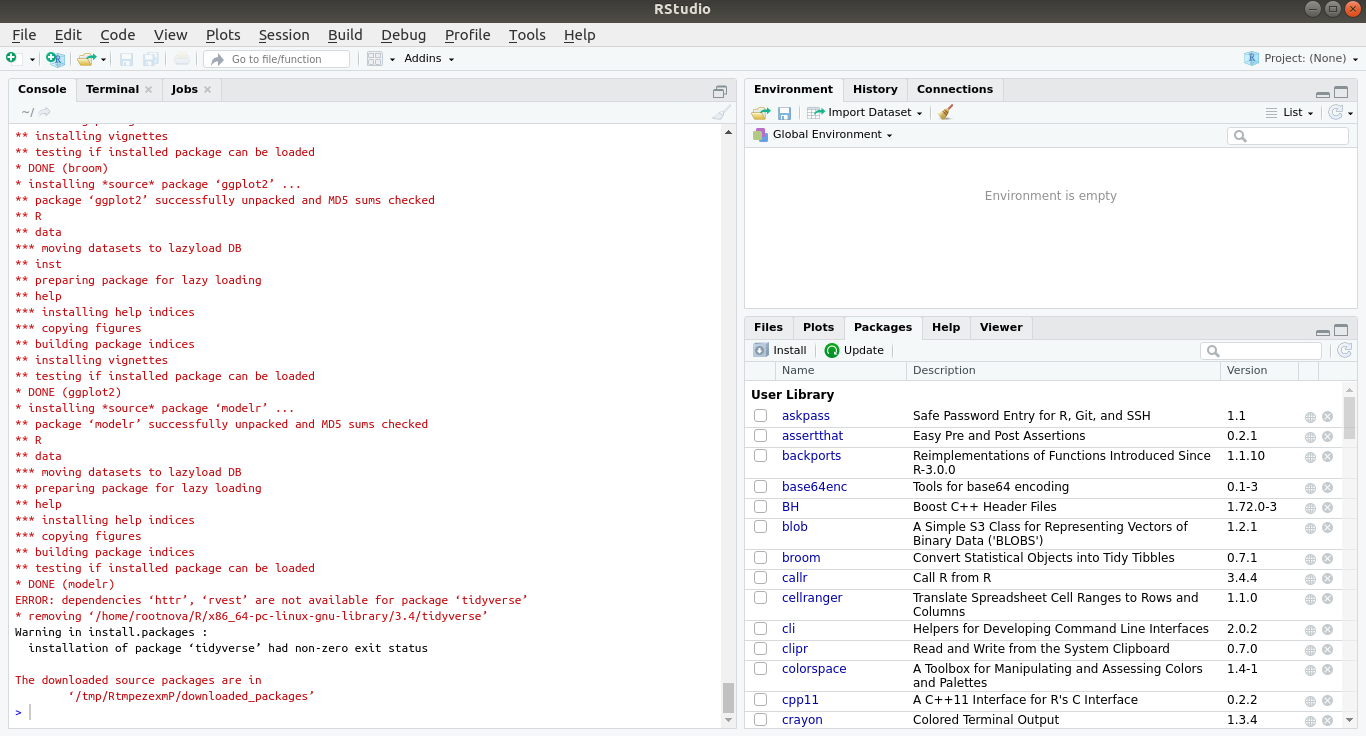 RStudio
File Edit Code View Plots Session Build Debug Profile Tools Help
Go to file/function Addins Project: (None)
Console Terminal Jobs
~/
** installing vignettes
** testing if installed package can be loaded
* DONE (broom)
* installing *source* package ‘ggplot2’ ...
** package ‘ggplot2’ successfully unpacked and MD5 sums checked
** R
** data
*** moving datasets to lazyload DB
** inst
** preparing package for lazy loading
** help
*** installing help indices
*** copying figures
** building package indices
** installing vignettes
** testing if installed package can be loaded
* DONE (ggplot2)
* installing *source* package ‘modelr’ ...
** package ‘modelr’ successfully unpacked and MD5 sums checked
** R
** data
*** moving datasets to lazyload DB
** preparing package for lazy loading
** help
*** installing help indices
*** copying figures
** building package indices
** testing if installed package can be loaded
* DONE (modelr)
ERROR: dependencies ‘httr’, ‘rvest’ are not available for package ‘tidyverse’
* removing ‘/home/rootnova/R/x86_64-pc-linux-gnu-library/3.4/tidyverse’
Warning in install.packages :
installation of package ‘tidyverse’ had non-zero exit status
The downloaded source packages are in
‘/tmp/RtmpezexmP/downloaded_packages’
>
Environment History Connections
Import Dataset List
Global Environment
Environment is empty
Files Plots Packages Help Viewer
Install Update
Name Description Version
User Library
askpass Safe Password Entry for R, Git, and SSH 1.1
assertthat Easy Pre and Post Assertions 0.2.1
backports Reimplementations of Functions Introduced Since 1.1.10
R-3.0.0
base64enc Tools for base64 encoding 0.1-3
BH Boost C++ Header Files 1.72.0-3
blob A Simple S3 Class for Representing Vectors of 1.2.1
Binary Data ('BLOBS')
broom Convert Statistical Objects into Tidy Tibbles 0.7.1
callr Call R from R 3.4.4
cellranger Translate Spreadsheet Cell Ranges to Rows and 1.1.0
Columns
cli Helpers for Developing Command Line Interfaces 2.0.2
clipr Read and Write from the System Clipboard 0.7.0
colorspace A Toolbox for Manipulating and Assessing Colors 1.4-1
and Palettes
cpp11 A C++11 Interface for R's C Interface 0.2.2
crayon Colored Terminal Output 1.3.4